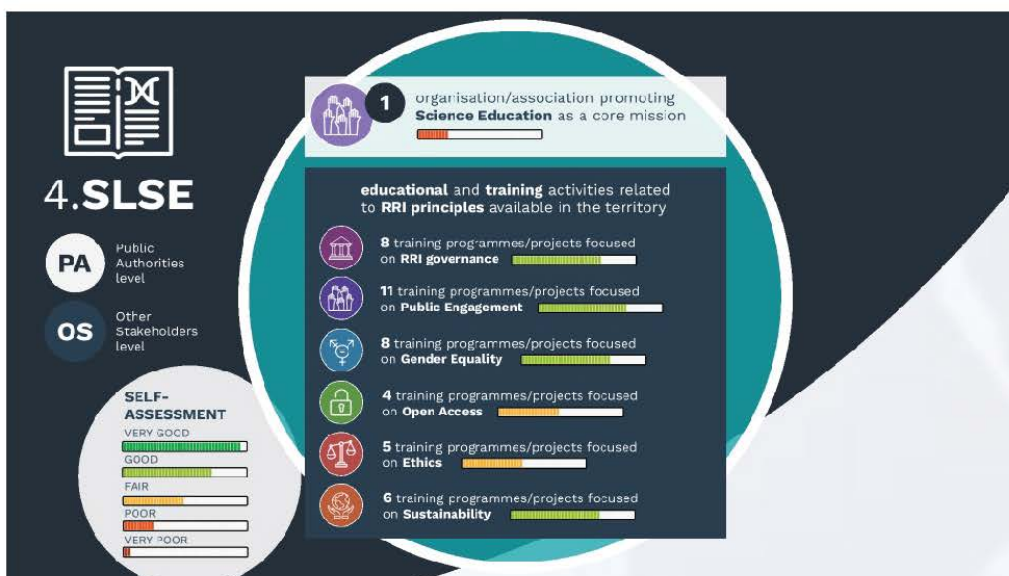 4.SLSE
PA
Public
Authorities
level
OS
Other
Stakeholders
level
SELF-
ASSESSMENT
VERY GOOD
GOOD
FAIR
POOR
VERY POOR
1
organisation/association promoting
Science Education as a core mission
educational and training activities related
to RRI principles available in the territory
8 training programmes/projects focused
on RRI governance
11 training programmes/projects focused
on Public Engagement
8 training programmes/projects focused
on Gender Equality
4 training programmes/projects focused
on Open Access
5 training programmes/projects focused
on Ethics
6 training programmes/projects focused
on Sustainability